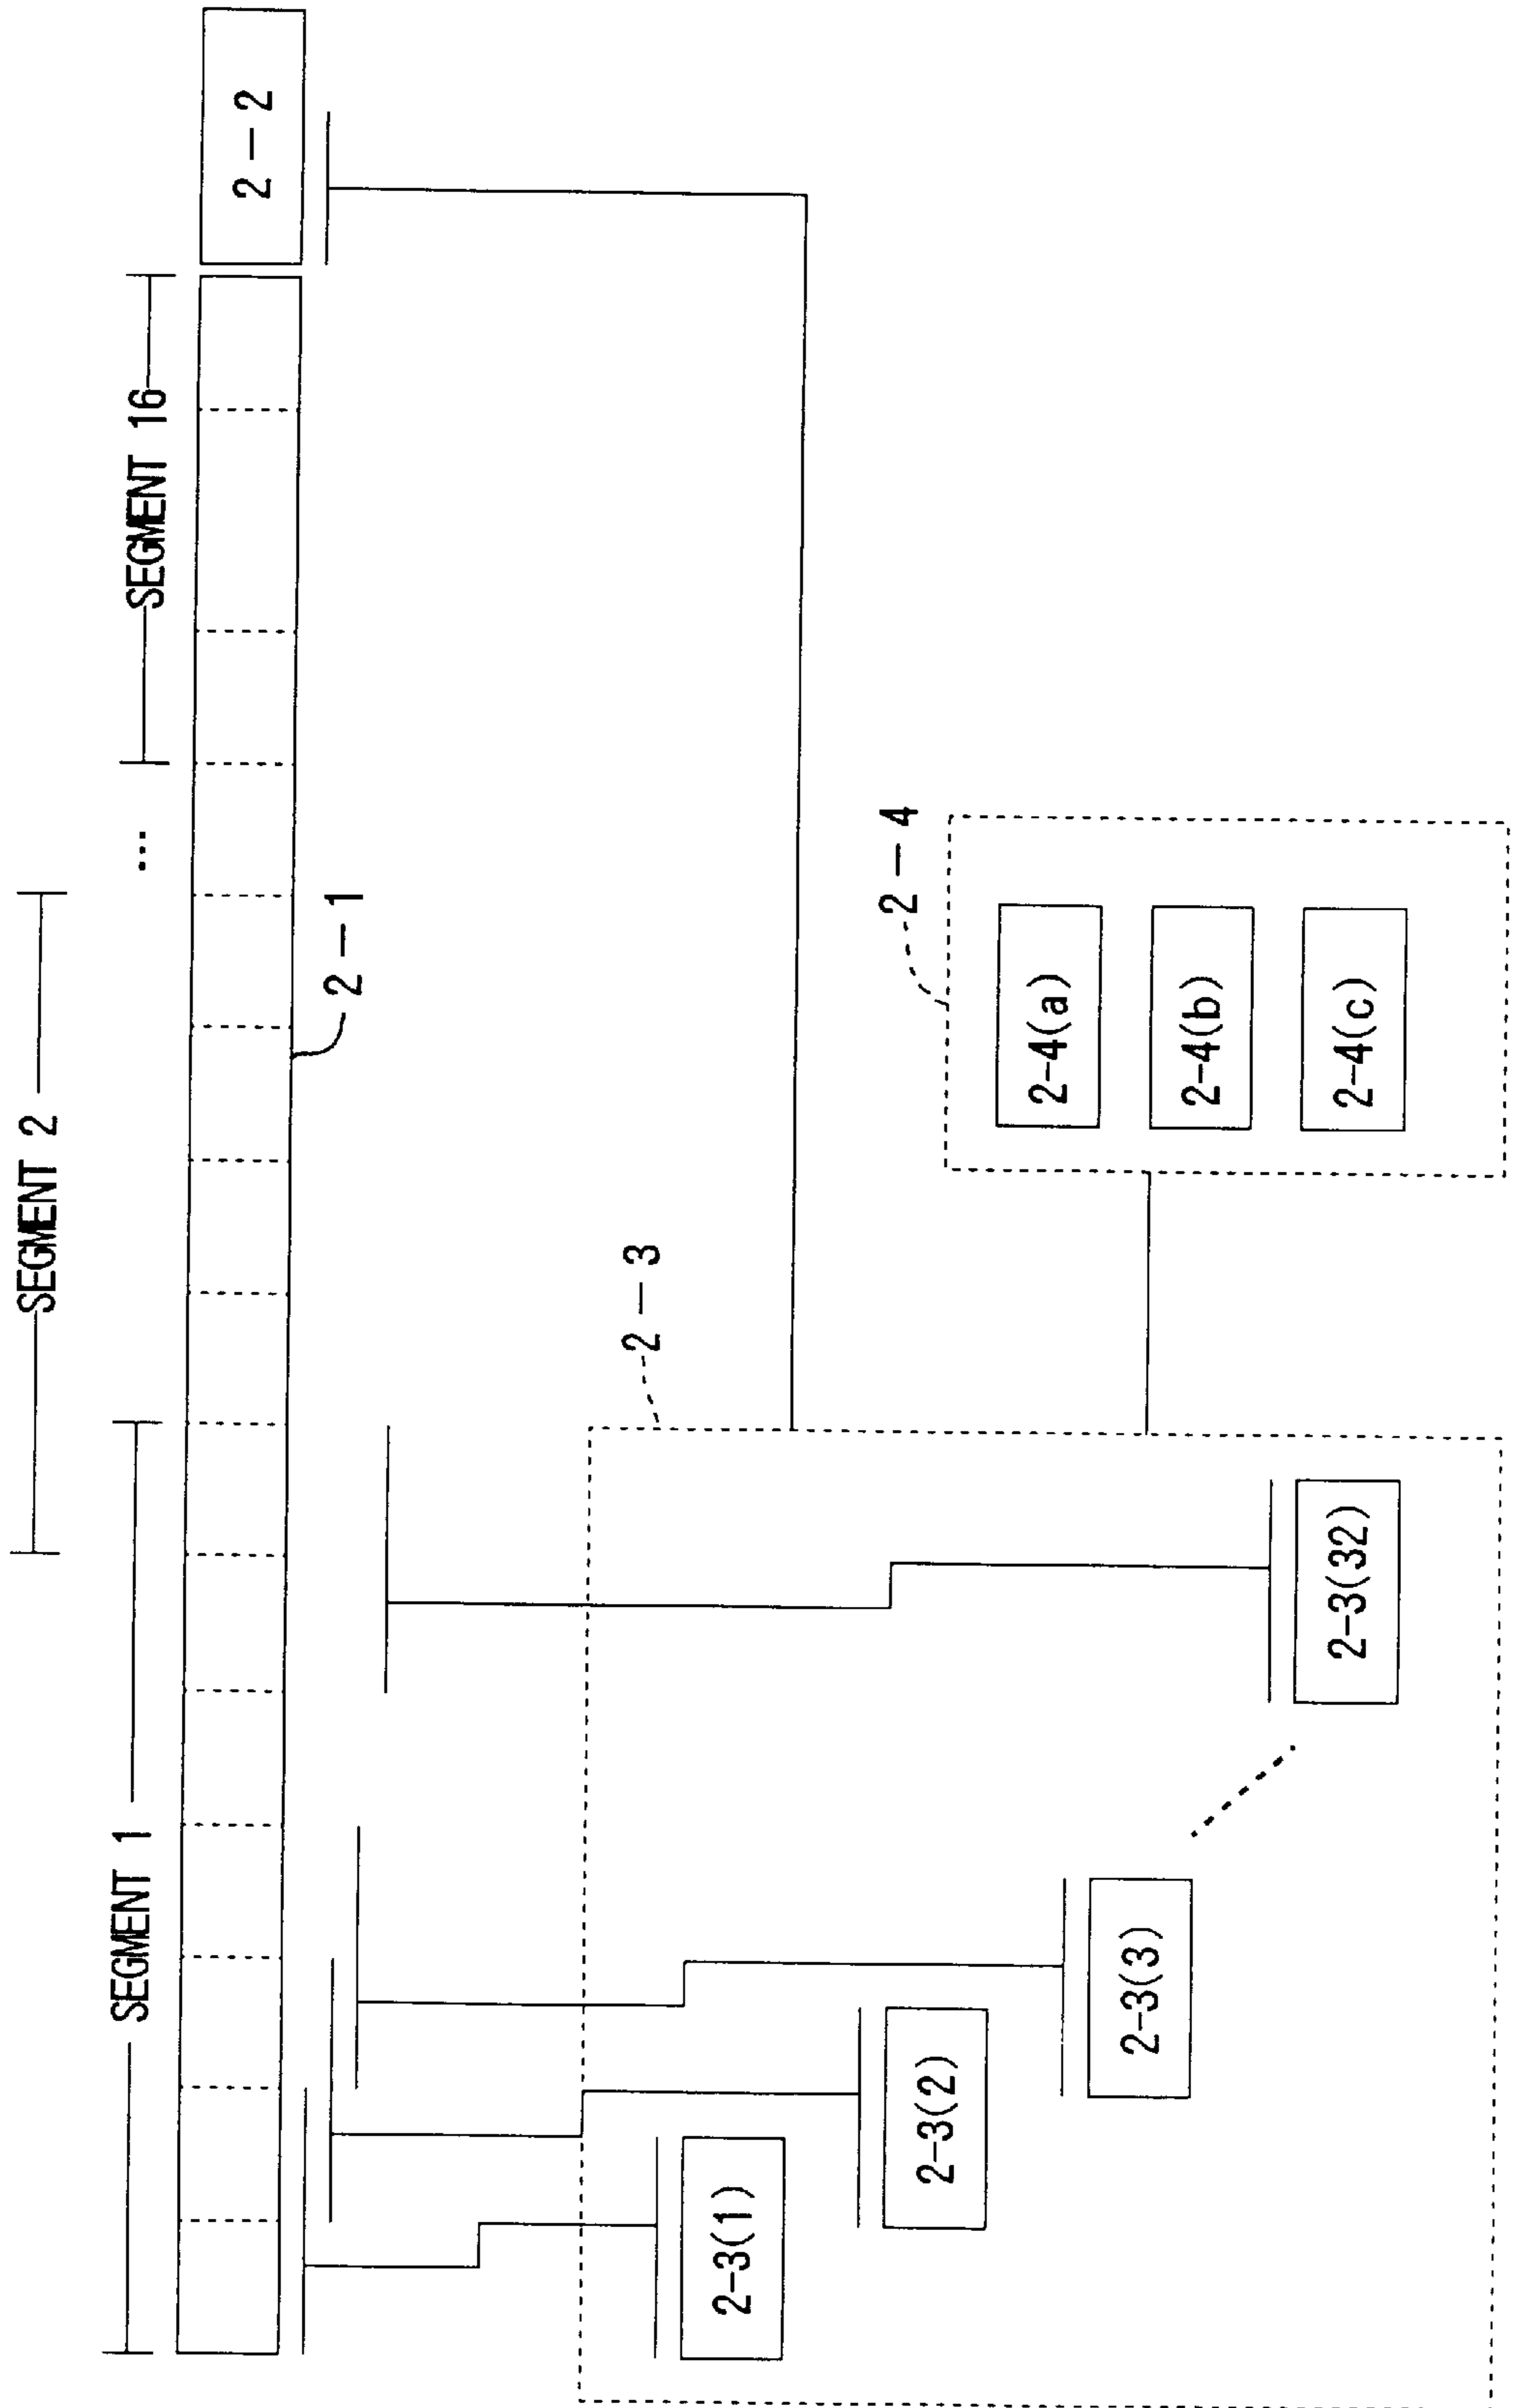 SEGMENT 2
SEGMENT 1
...
SEGMENT 16
2-2
2-1
2-3
2-4
2-3(1)
2-3(2)
2-3(3)
2-3(32)
2-4(a)
2-4(b)
2-4(c)